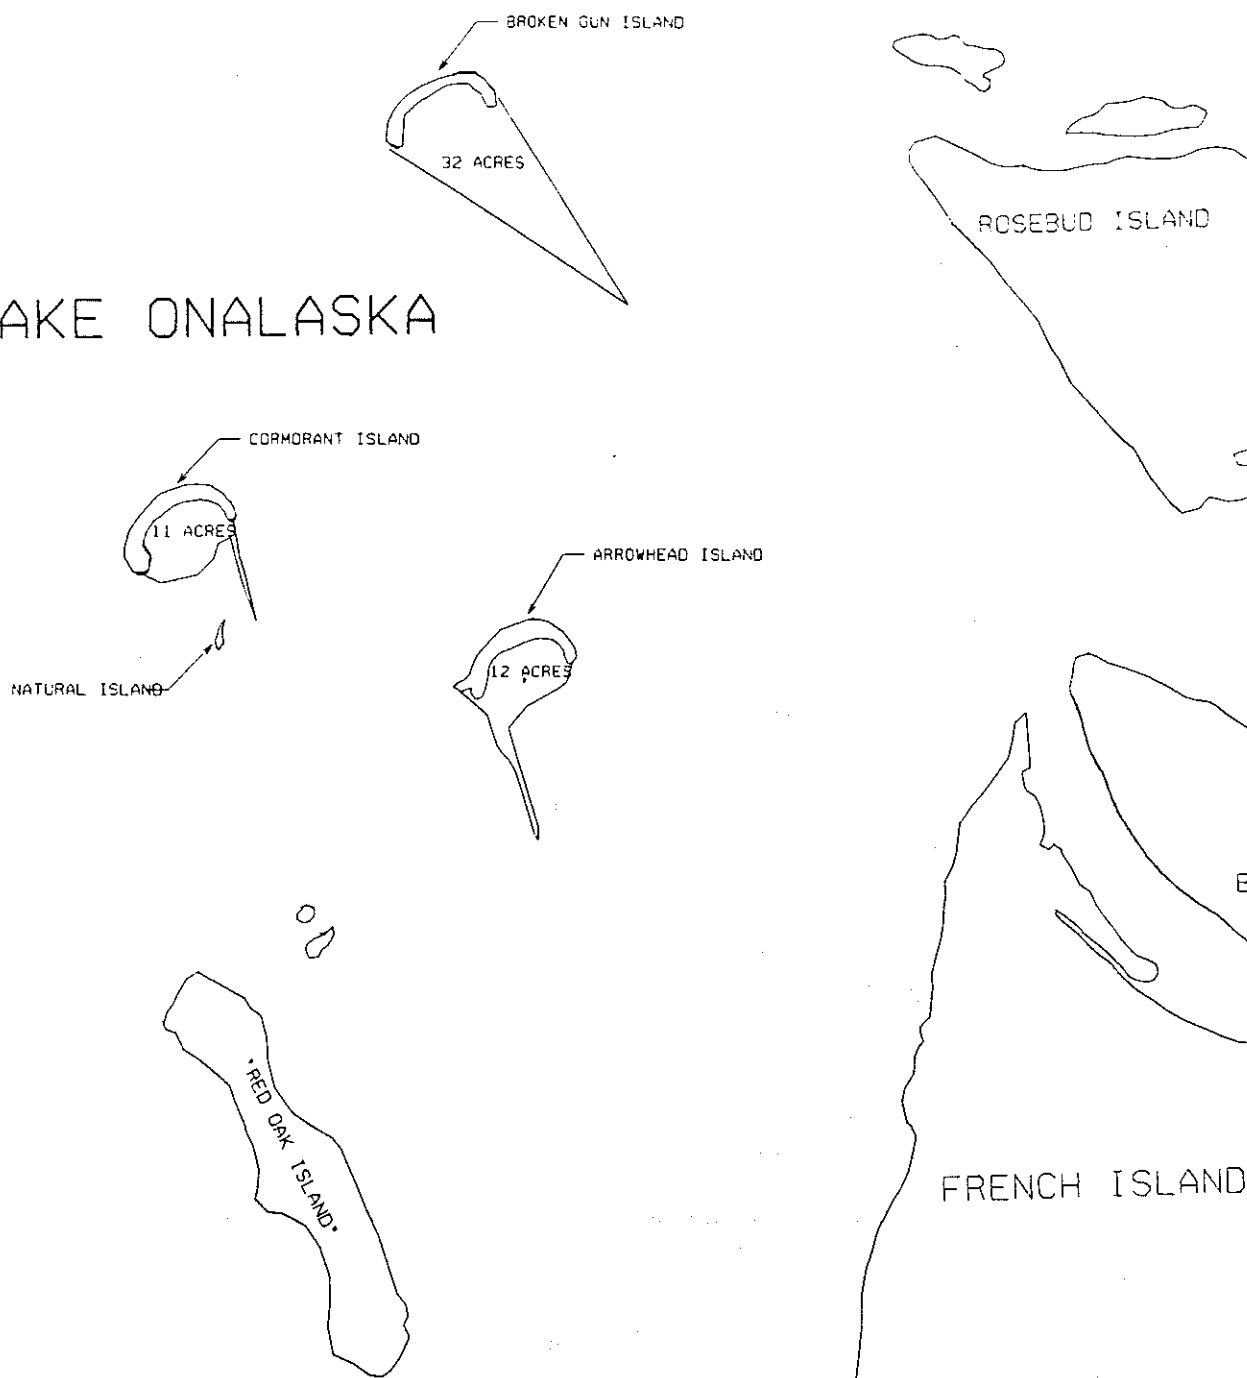 BROKEN GUN ISLAND
32 ACRES
ROSEBUD ISLAND
AKE ONALASKA
CORMORANT ISLAND
11 ACRES
ARROWHEAD ISLAND
12 ACRES
NATURAL ISLAND
B
"RED OAK ISLAND"
FRENCH ISLAND